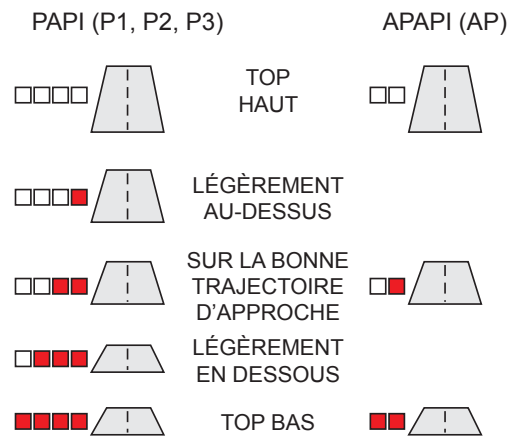 PAPI (P1, P2, P3)
APAPI (AP)
TOP
HAUT
LÉGÈREMENT
AU-DESSUS
SUR LA BONNE
TRAJECTOIRE
D'APPROCHE
LÉGÈREMENT
EN DESSOUS
TOP BAS